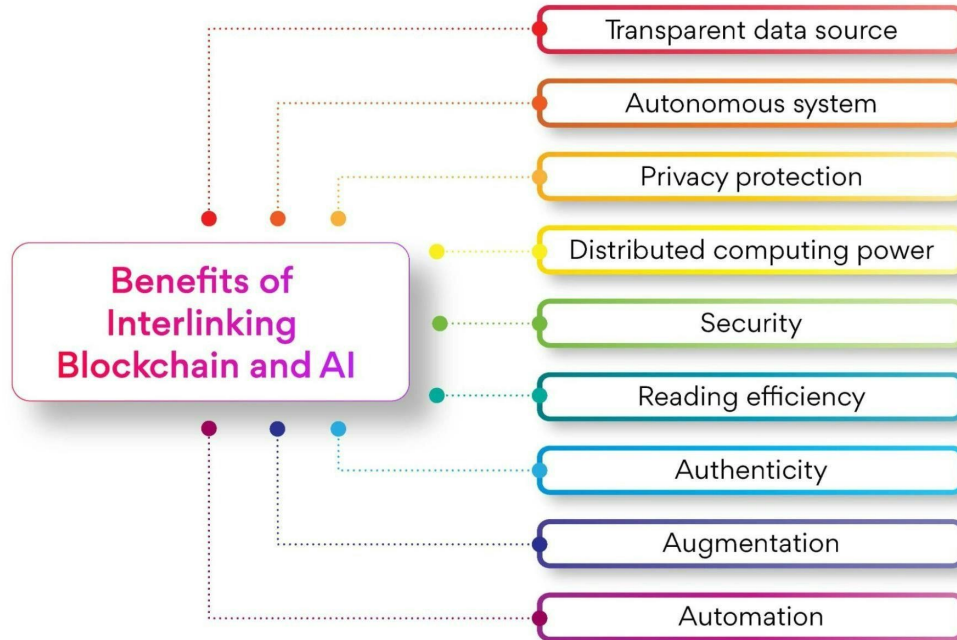 Benefits of
Interlinking
Blockchain and AI
Transparent data source
Autonomous system
Privacy protection
Distributed computing power
Security
Reading efficiency
Authenticity
Augmentation
Automation